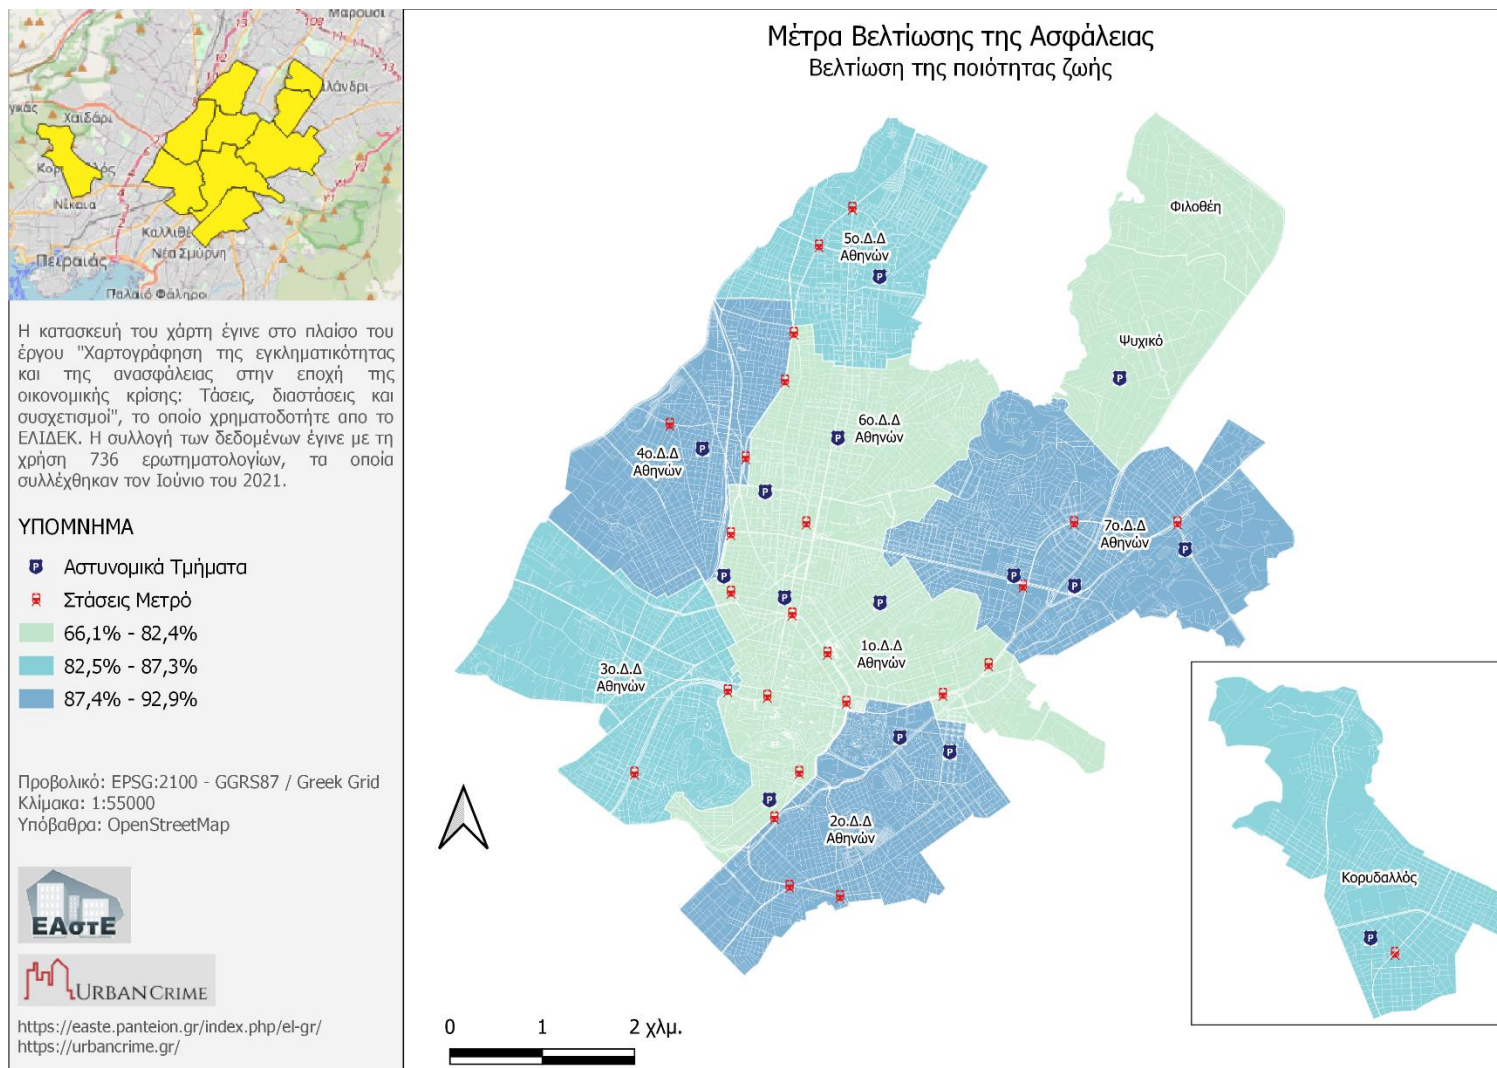 Μέτρα Βελτίωσης της Ασφάλειας
Βελτίωση της ποιότητας ζωής
Μαρούσι
Χαϊδάρι
Νίκαια
Καλλιθέ
Νέα Σμύρνη
Πειραιάς
Παλαιό Φάληρο
Η κατασκευή του χάρτη έγινε στο πλαίσο του
έργου "Χαρτογράφηση της εγκληματικότητας
και της ανασφάλειας στην εποχή της
οικονομικής κρίσης: Τάσεις, διαστάσεις και
συσχετισμοί", το οποίο χρηματοδοτήτε απο το
ΕΛΙΔΕΚ. Η συλλογή των δεδομένων έγινε με τη
χρήση 736 ερωτηματολογίων, τα οποία
συλλέχθηκαν τον Ιούνιο του 2021.
ΥΠΟΜΝΗΜΑ
Αστυνομικά Τμήματα
Στάσεις Μετρό
66,1% - 82,4%
82,5% - 87,3%
87,4% - 92,9%
Προβολικό: EPSG:2100 - GGRS87 / Greek Grid
Κλίμακα: 1:55000
Υπόβαθρα: OpenStreetMap
ΕΑστΕ
URBANCRIME
https://easte.panteion.gr/index.php/el-gr/
https://urbancrime.gr/
Φιλοθέη
5ο.Δ.Δ
Αθηνών
Ψυχικό
6ο.Δ.Δ
Αθηνών
4ο.Δ.Δ
Αθηνών
7ο.Δ.Δ
Αθηνών
1ο.Δ.Δ
Αθηνών
3ο.Δ.Δ
Αθηνών
2ο.Δ.Δ
Αθηνών
Κορυδαλλός
0 1 2 χλμ.